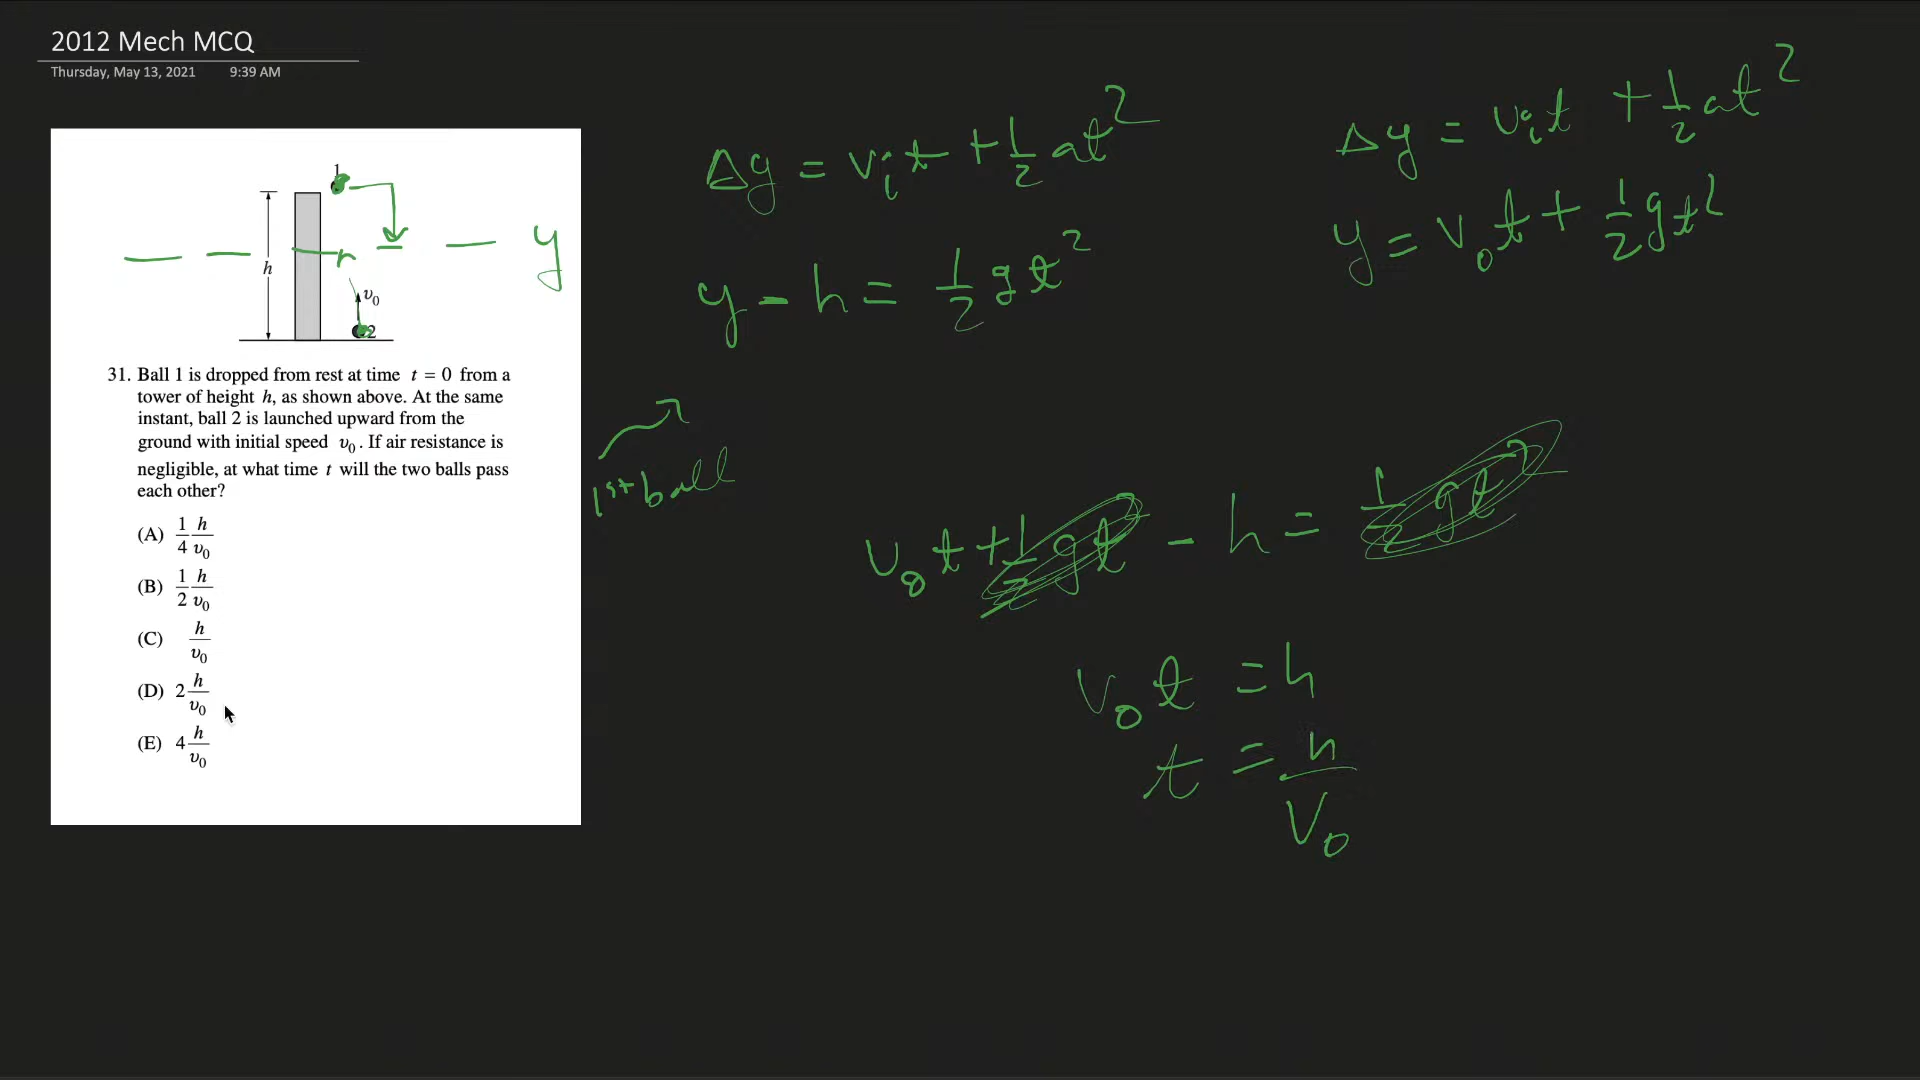 2012 Mech MCQ
Thursday, May 13, 2021 9:39 AM
1
h
y
v₀
2
31. Ball 1 is dropped from rest at time t = 0 from a
tower of height h, as shown above. At the same
instant, ball 2 is launched upward from the
ground with initial speed v₀. If air resistance is
negligible, at what time t will the two balls pass
each other?
(A) 1/4 h/v₀
(B) 1/2 h/v₀
(C) h/v₀
(D) 2 h/v₀
(E) 4 h/v₀
Δy = vᵢt + 1/2 at²
y - h = 1/2 gt²
1st ball
Δy = vᵢt + 1/2 at²
y = v₀t + 1/2 gt²
v₀t + 1/2 gt² - h = 1/2 gt²
v₀t = h
t = h/v₀